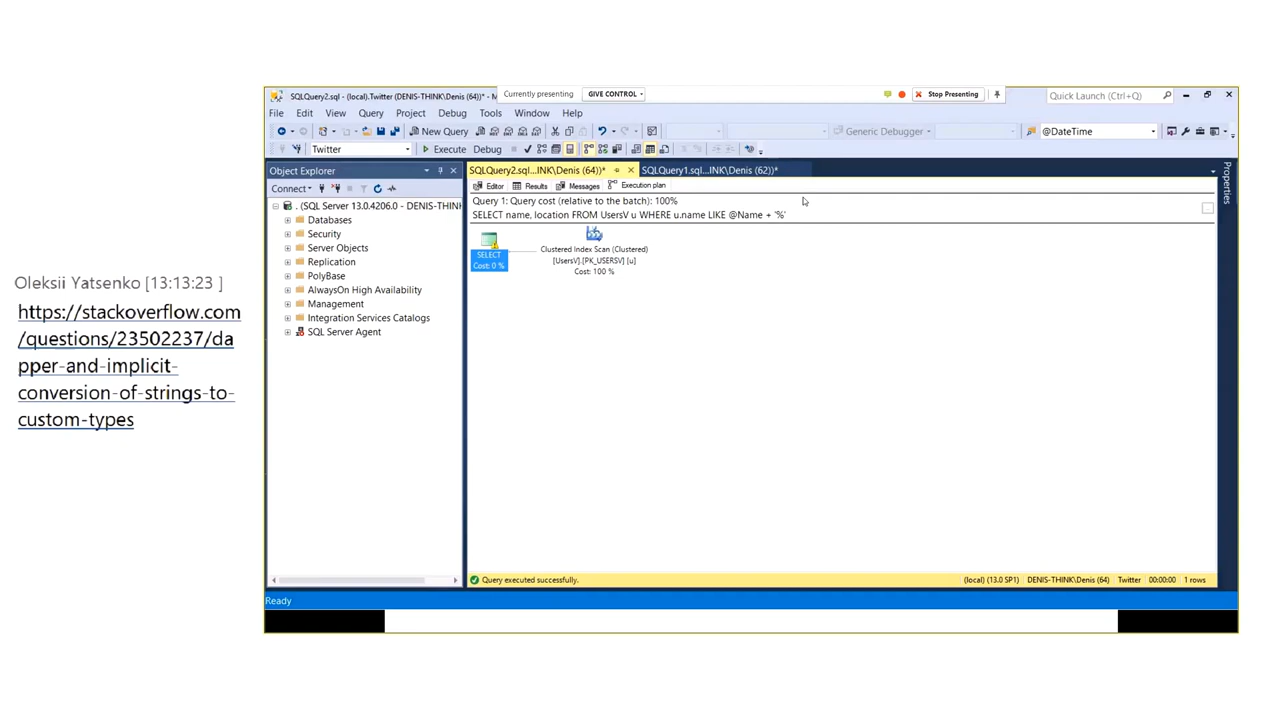 Oleksii Yatsenko [13:13:23 ]
https://stackoverflow.com
/questions/23502237/da
pper-and-implicit-
conversion-of-strings-to-
custom-types
SQLQuery2.sql - (local).Twitter (DENIS-THINK\Denis (64))* - M
Currently presenting
GIVE CONTROL
Stop Presenting
Quick Launch (Ctrl+Q)
File Edit View Query Project Debug Tools Window Help
New Query
Generic Debugger
@DateTime
Twitter
Execute Debug
Object Explorer
SQLQuery2.sql...INK\Denis (64))*
SQLQuery1.sql...INK\Denis (62))*
Properties
Connect
Editor Results Messages Execution plan
. (SQL Server 13.0.4206.0 - DENIS-THINK
Databases
Security
Server Objects
Replication
PolyBase
AlwaysOn High Availability
Management
Integration Services Catalogs
SQL Server Agent
Query 1: Query cost (relative to the batch): 100%
SELECT name, location FROM UsersV u WHERE u.name LIKE @Name + '%'
SELECT
Cost: 0 %
Clustered Index Scan (Clustered)
[UsersV].[PK_USERSV] [u]
Cost: 100 %
Query executed successfully.
(local) (13.0 SP1) DENIS-THINK\Denis (64) Twitter 00:00:00 1 rows
Ready